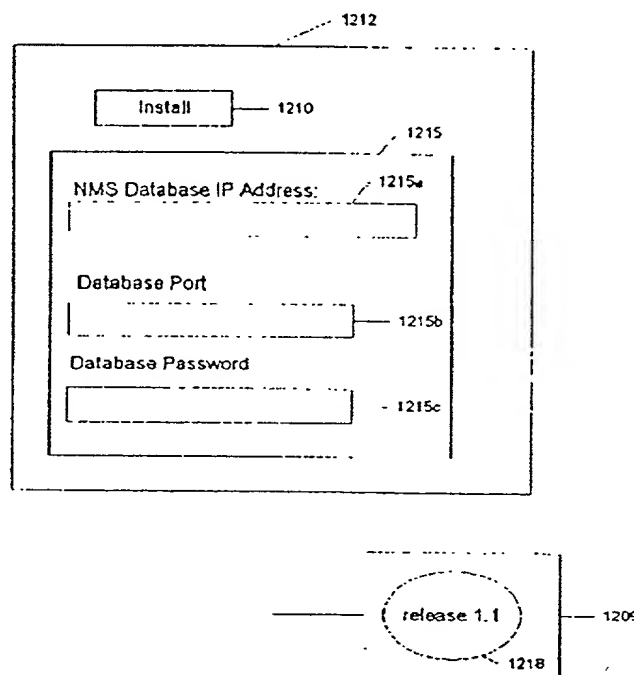 1212
Install
1210
1215
NMS Database IP Address:
1215a
Database Port
1215b
Database Password
1215c
release 1.1
1209
1218